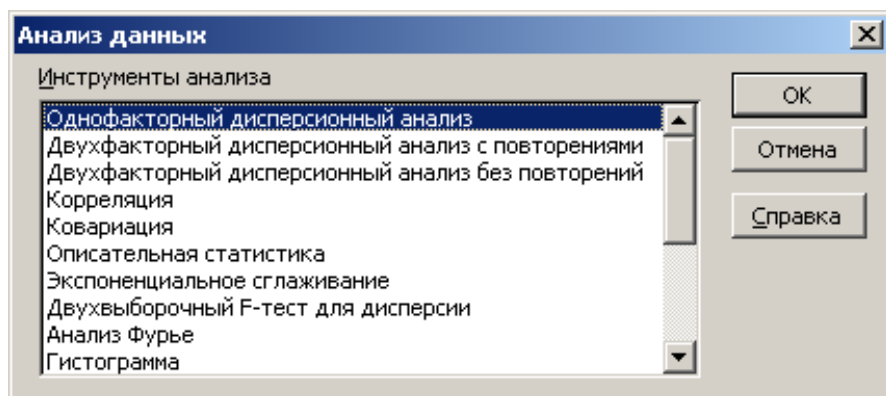 Анализ данных
Инструменты анализа
Однофакторный дисперсионный анализ
Двухфакторный дисперсионный анализ с повторениями
Двухфакторный дисперсионный анализ без повторений
Корреляция
Ковариация
Описательная статистика
Экспоненциальное сглаживание
Двухвыборочный F-тест для дисперсии
Анализ Фурье
Гистограмма
OK
Отмена
Справка